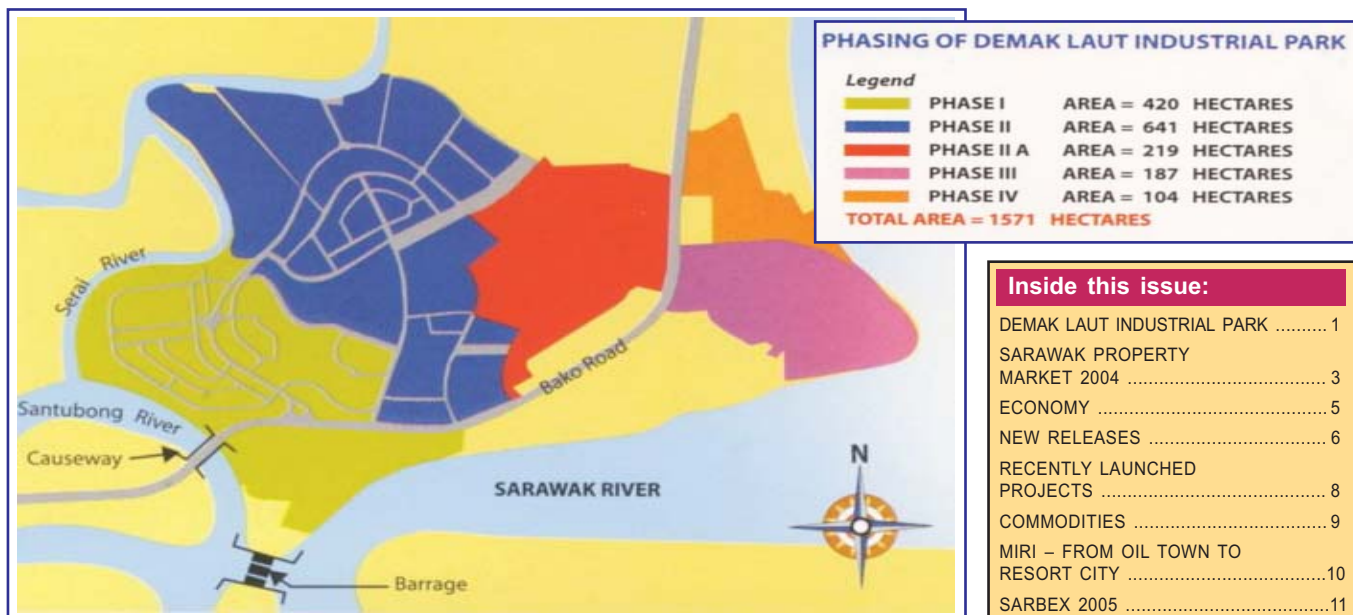 PHASING OF DEMAK LAUT INDUSTRIAL PARK
Legend
PHASE I AREA = 420 HECTARES
PHASE II AREA = 641 HECTARES
PHASE II A AREA = 219 HECTARES
PHASE III AREA = 187 HECTARES
PHASE IV AREA = 104 HECTARES
TOTAL AREA = 1571 HECTARES
Serai River
Santubong River
Causeway
Bako Road
SARAWAK RIVER
N
Barrage
Inside this issue:
DEMAK LAUT INDUSTRIAL PARK .......... 1
SARAWAK PROPERTY
MARKET 2004 ................................... 3
ECONOMY ........................................... 5
NEW RELEASES ................................ 6
RECENTLY LAUNCHED
PROJECTS ........................................ 8
COMMODITIES ................................... 9
MIRI – FROM OIL TOWN TO
RESORT CITY ....................................10
SARBEX 2005 .....................................11